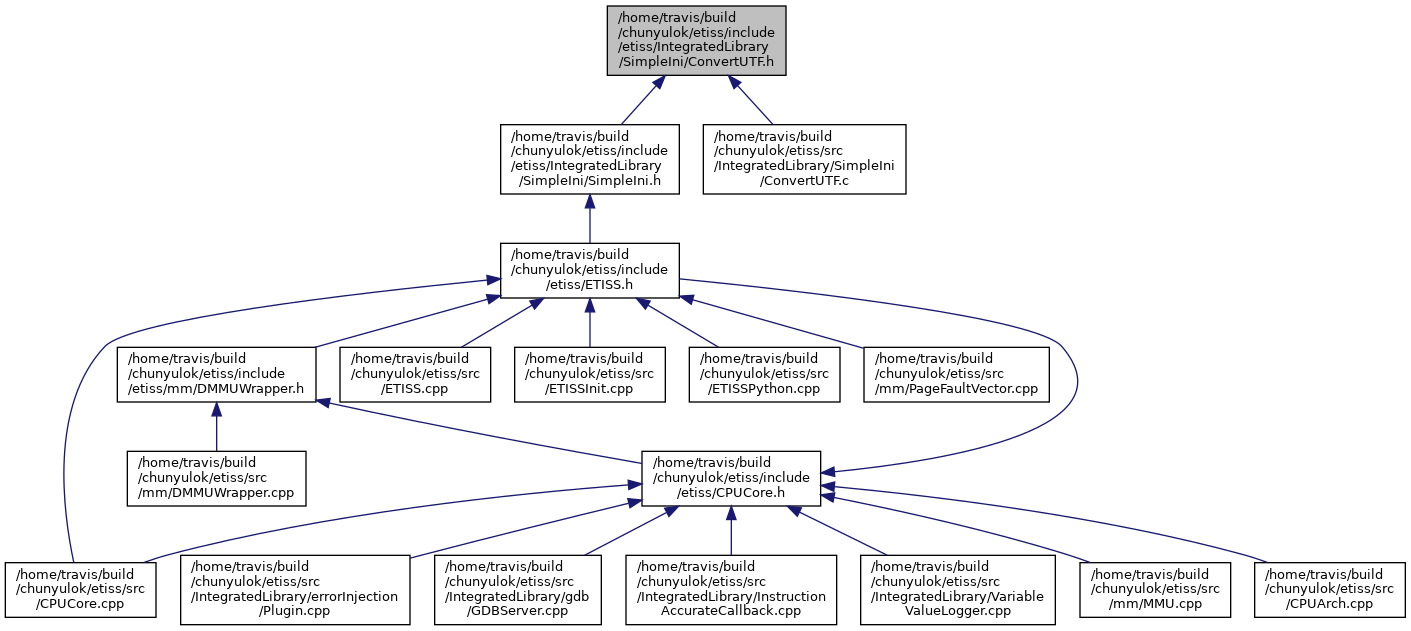 /home/travis/build
/chunyulok/etiss/include
/etiss/IntegratedLibrary
/SimpleIni/ConvertUTF.h
/home/travis/build
/chunyulok/etiss/include
/etiss/IntegratedLibrary
/SimpleIni/SimpleIni.h
/home/travis/build
/chunyulok/etiss/src
/IntegratedLibrary/SimpleIni
/ConvertUTF.c
/home/travis/build
/chunyulok/etiss/include
/etiss/ETISS.h
/home/travis/build
/chunyulok/etiss/include
/etiss/mm/DMMUWrapper.h
/home/travis/build
/chunyulok/etiss/src
/ETISS.cpp
/home/travis/build
/chunyulok/etiss/src
/ETISSInit.cpp
/home/travis/build
/chunyulok/etiss/src
/ETISSPython.cpp
/home/travis/build
/chunyulok/etiss/src
/mm/PageFaultVector.cpp
/home/travis/build
/chunyulok/etiss/src
/mm/DMMUWrapper.cpp
/home/travis/build
/chunyulok/etiss/include
/etiss/CPUCore.h
/home/travis/build
/chunyulok/etiss/src
/CPUCore.cpp
/home/travis/build
/chunyulok/etiss/src
/IntegratedLibrary/errorInjection
/Plugin.cpp
/home/travis/build
/chunyulok/etiss/src
/IntegratedLibrary/gdb
/GDBServer.cpp
/home/travis/build
/chunyulok/etiss/src
/IntegratedLibrary/Instruction
AccurateCallback.cpp
/home/travis/build
/chunyulok/etiss/src
/IntegratedLibrary/Variable
ValueLogger.cpp
/home/travis/build
/chunyulok/etiss/src
/mm/MMU.cpp
/home/travis/build
/chunyulok/etiss/src
/CPUArch.cpp